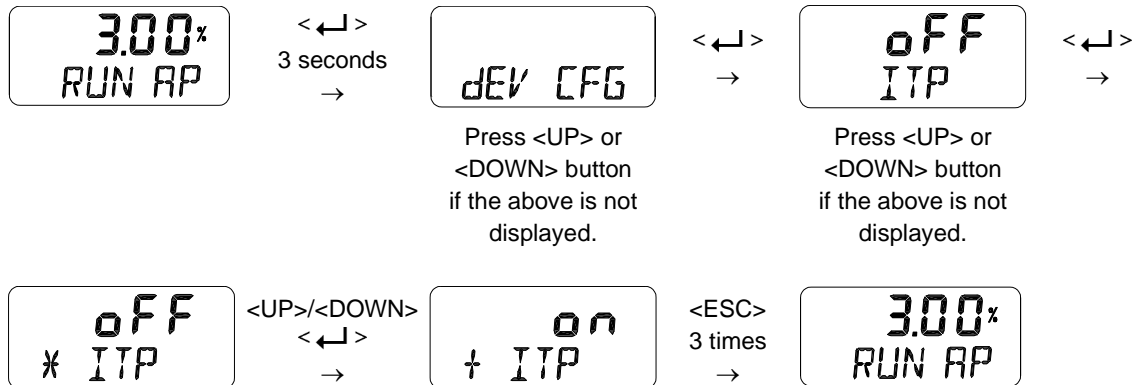 3.00%
RUN AP
< ↵ >
3 seconds
→
dEV CFG
Press <UP> or
<DOWN> button
if the above is not
displayed.
< ↵ >
→
oFF
ITP
Press <UP> or
<DOWN> button
if the above is not
displayed.
< ↵ >
→
oFF
* ITP
<UP>/<DOWN>
< ↵ >
→
on
+ ITP
<ESC>
3 times
→
3.00%
RUN AP